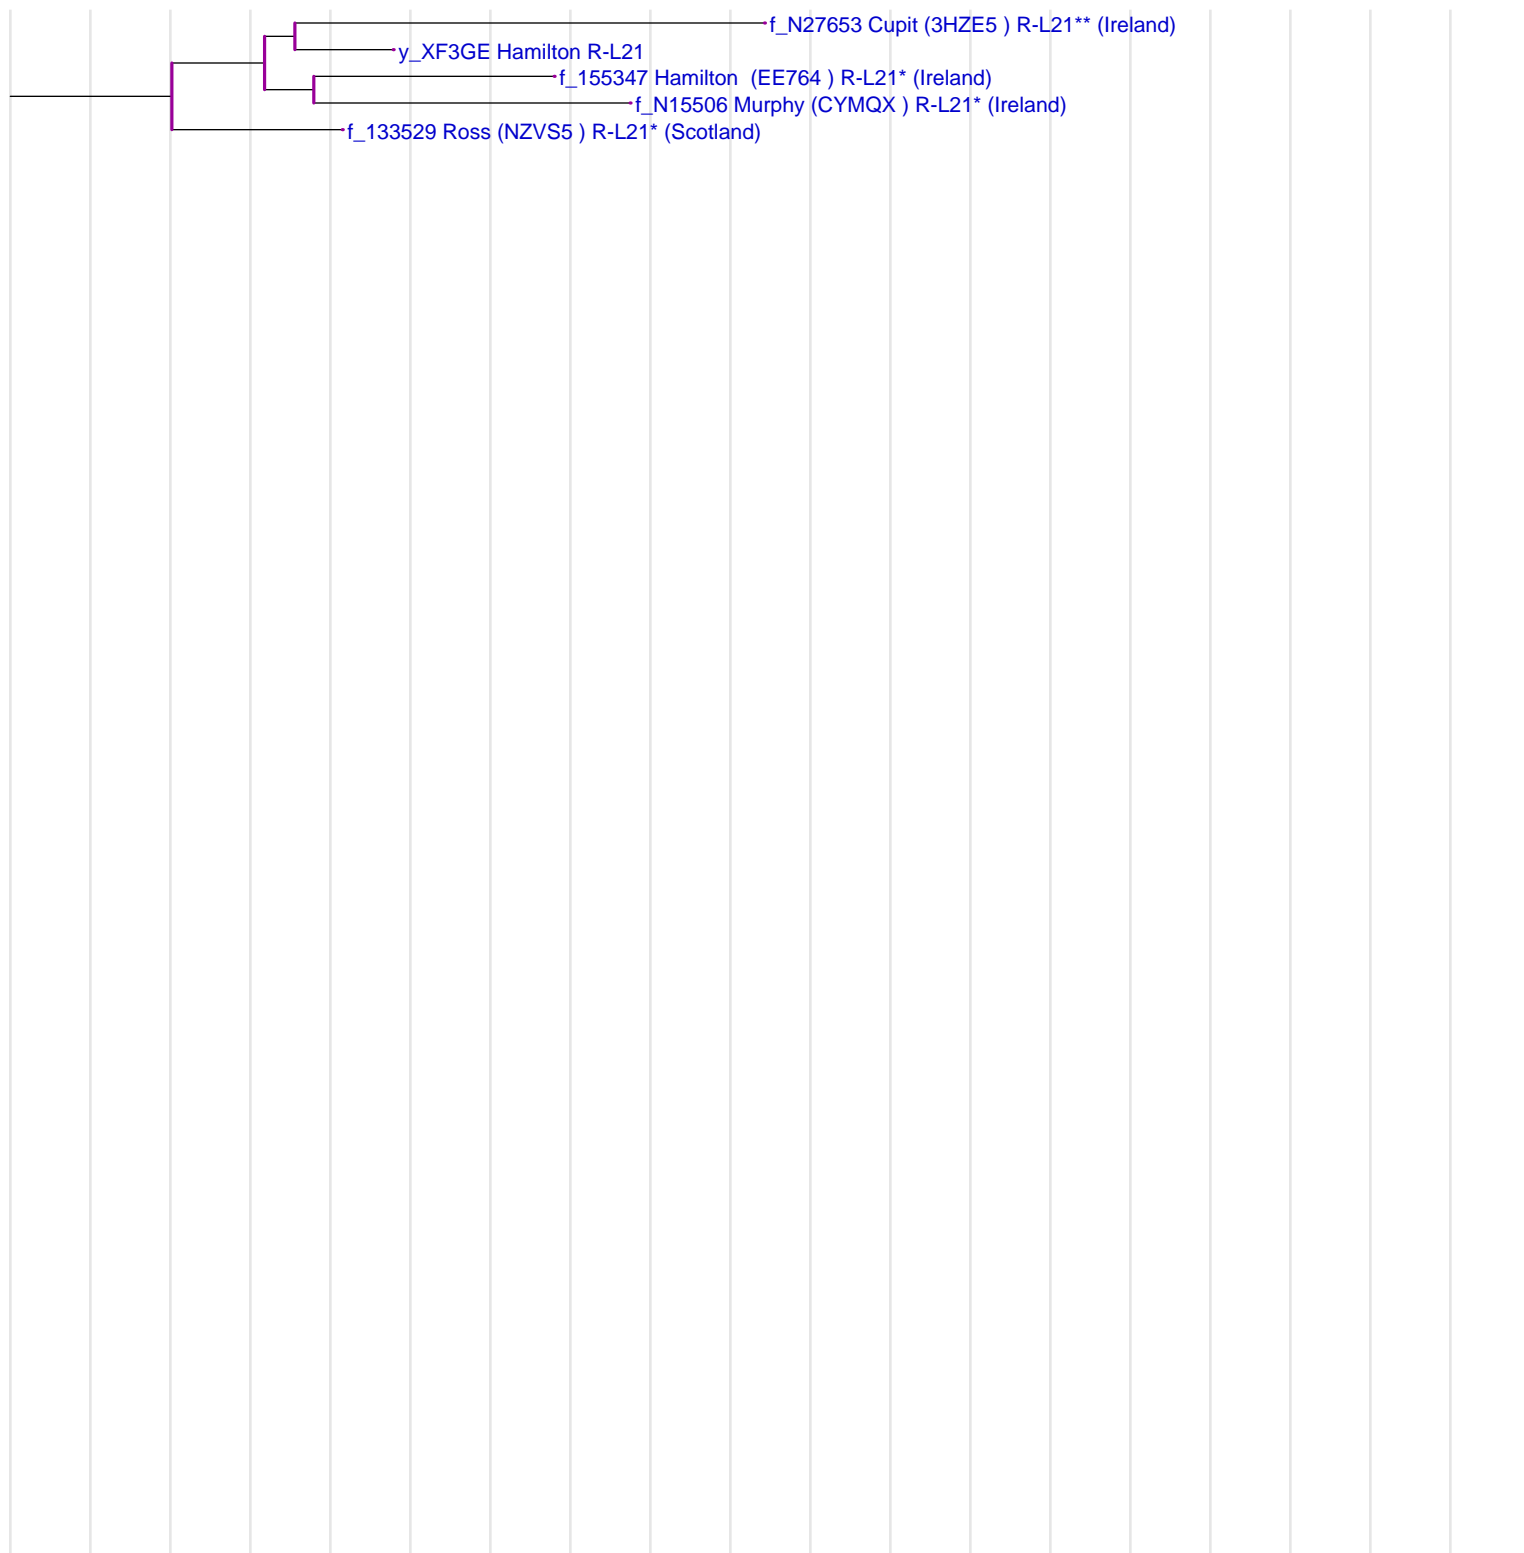 f_N27653 Cupit (3HZE5 ) R-L21** (Ireland)
y_XF3GE Hamilton R-L21
f_155347 Hamilton  (EE764 ) R-L21* (Ireland)
f_N15506 Murphy (CYMQX ) R-L21* (Ireland)
f_133529 Ross (NZVS5 ) R-L21* (Scotland)